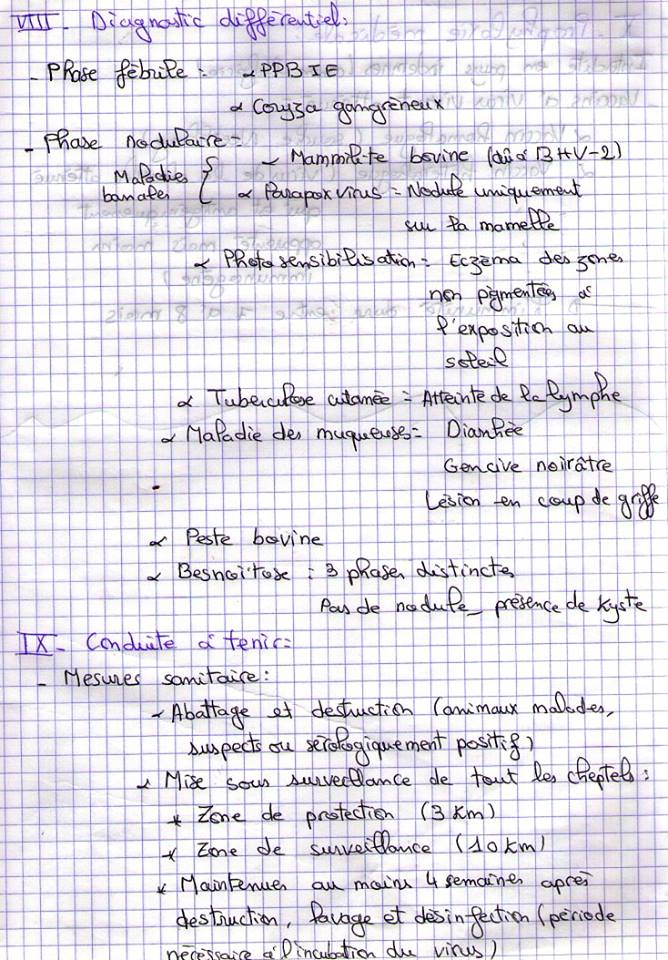 VIII - Diagnostic différentiel:
- Phase fébrile : α PPBIE
α Coryza gangréneux
- Phase nodulaire =
Maladies banales { - Mammilite bovine (dû à BHV-2)
α Parapoxvirus = Nodule uniquement
sur la mamelle
α Photosensibilisation = Eczéma des zones
non pigmentées à
l'exposition au
soleil
α Tuberculose cutanée = Atteinte de la lymphe
α Maladie des muqueuses = Diarrhée
Gencive noirâtre
Lésion en coup de griffe
-
α Peste bovine
α Besnoitose : 3 phases distinctes
Pas de nodule - présence de kyste
IX - Conduite à tenir:
- Mesures sanitaire:
- Abattage et destruction (animaux malades,
suspects ou sérologiquement positif)
- Mise sous surveillance de tout les cheptels :
* Zone de protection (3 Km)
* Zone de surveillance (10 km)
* Maintenues au moins 4 semaines après
destruction, lavage et désinfection (période
nécessaire à l'incubation du virus)